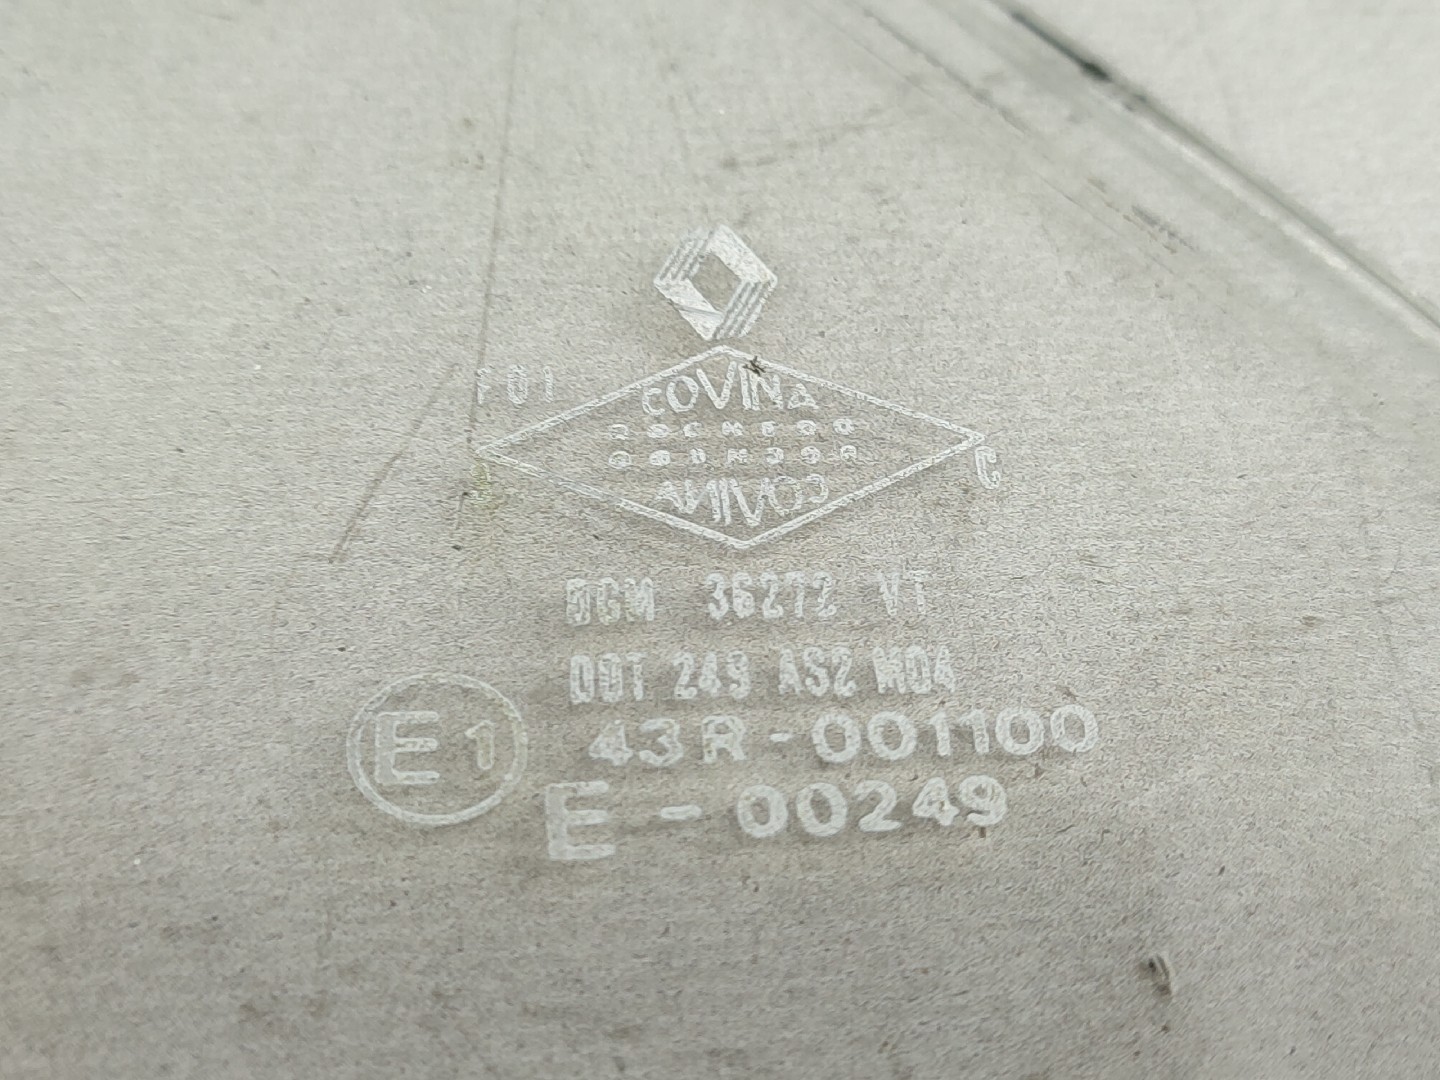 COVINA
COVINA
C
DGM 36272 VT
DOT 249 AS2 M04
E1
43R-001100
E-00249